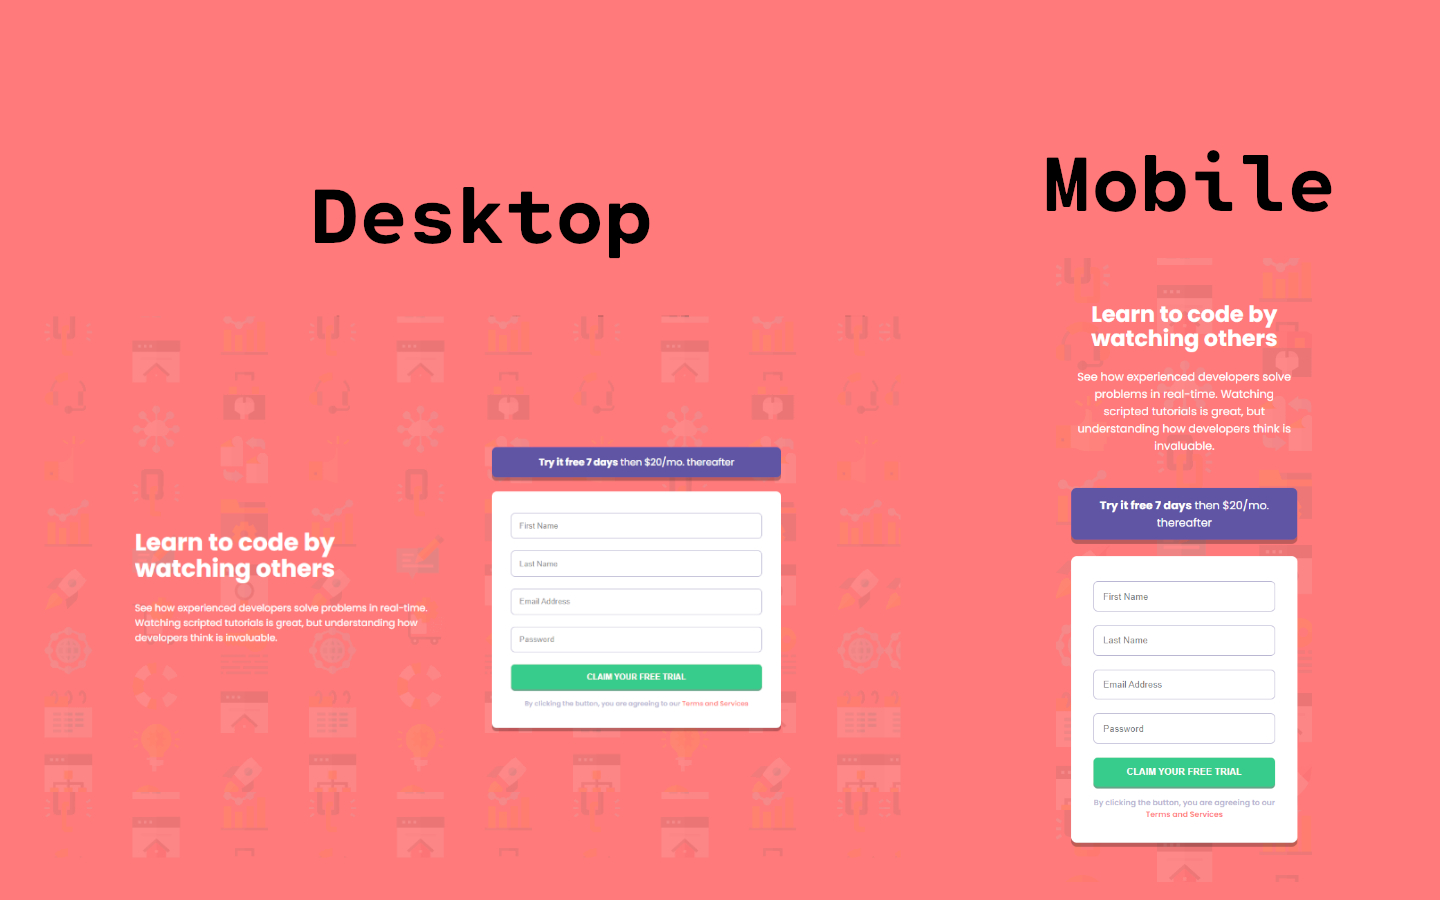 Desktop
Learn to code by
watching others
See how experienced developers solve problems in real-time.
Watching scripted tutorials is great, but understanding how
developers think is invaluable.
Try it free 7 days then $20/mo. thereafter
First Name
Last Name
Email Address
Password
CLAIM YOUR FREE TRIAL
By clicking the button, you are agreeing to our Terms and Services
Mobile
Learn to code by
watching others
See how experienced developers solve
problems in real-time. Watching
scripted tutorials is great, but
understanding how developers think is
invaluable.
Try it free 7 days then $20/mo.
thereafter
First Name
Last Name
Email Address
Password
CLAIM YOUR FREE TRIAL
By clicking the button, you are agreeing to our
Terms and Services